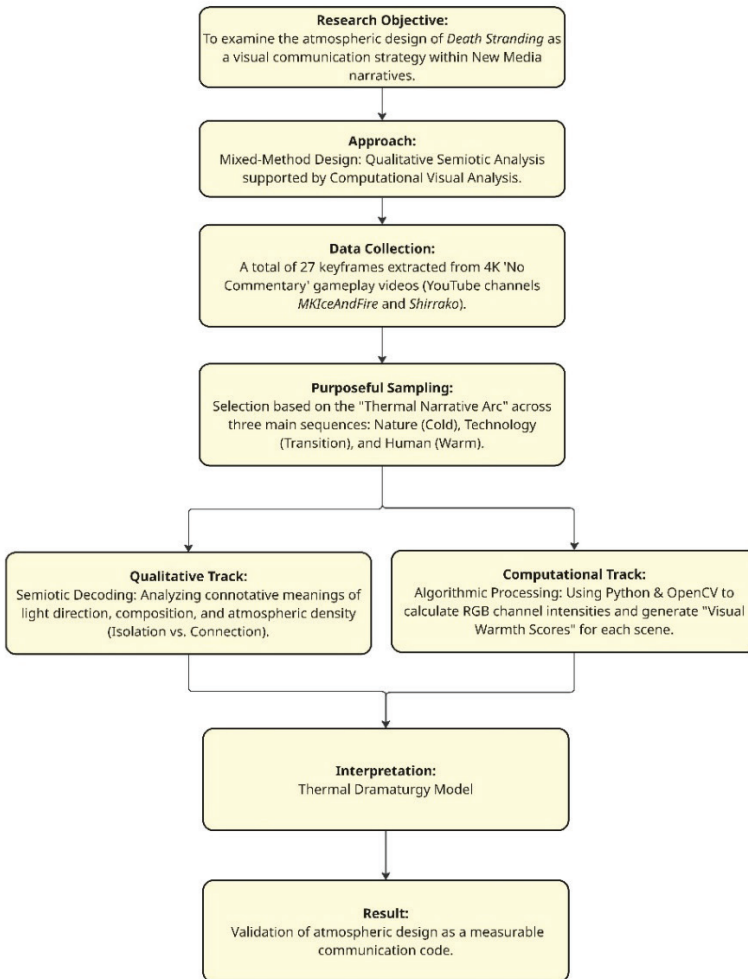 Research Objective:
To examine the atmospheric design of Death Stranding as
a visual communication strategy within New Media
narratives.
Approach:
Mixed-Method Design: Qualitative Semiotic Analysis
supported by Computational Visual Analysis.
Data Collection:
A total of 27 keyframes extracted from 4K 'No
Commentary' gameplay videos (YouTube channels
MKIceAndFire and Shirrako).
Purposeful Sampling:
Selection based on the "Thermal Narrative Arc" across
three main sequences: Nature (Cold), Technology
(Transition), and Human (Warm).
Qualitative Track:
Semiotic Decoding: Analyzing connotative meanings of
light direction, composition, and atmospheric density
(Isolation vs. Connection).
Computational Track:
Algorithmic Processing: Using Python & OpenCV to
calculate RGB channel intensities and generate "Visual
Warmth Scores" for each scene.
Interpretation:
Thermal Dramaturgy Model
Result:
Validation of atmospheric design as a measurable
communication code.